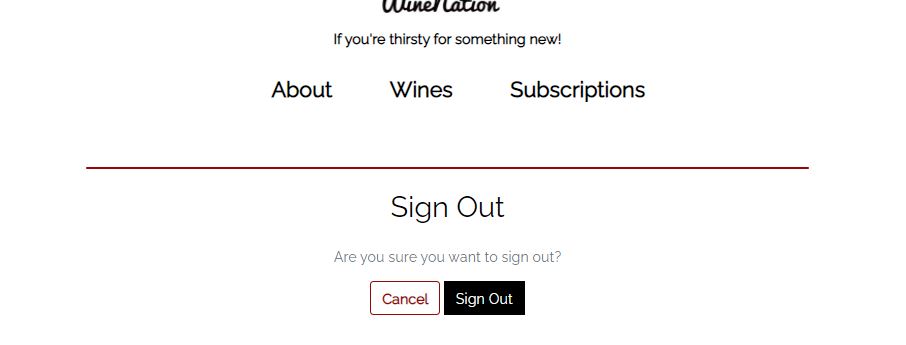 WineNation
If you're thirsty for something new!
About Wines Subscriptions
Sign Out
Are you sure you want to sign out?
Cancel Sign Out